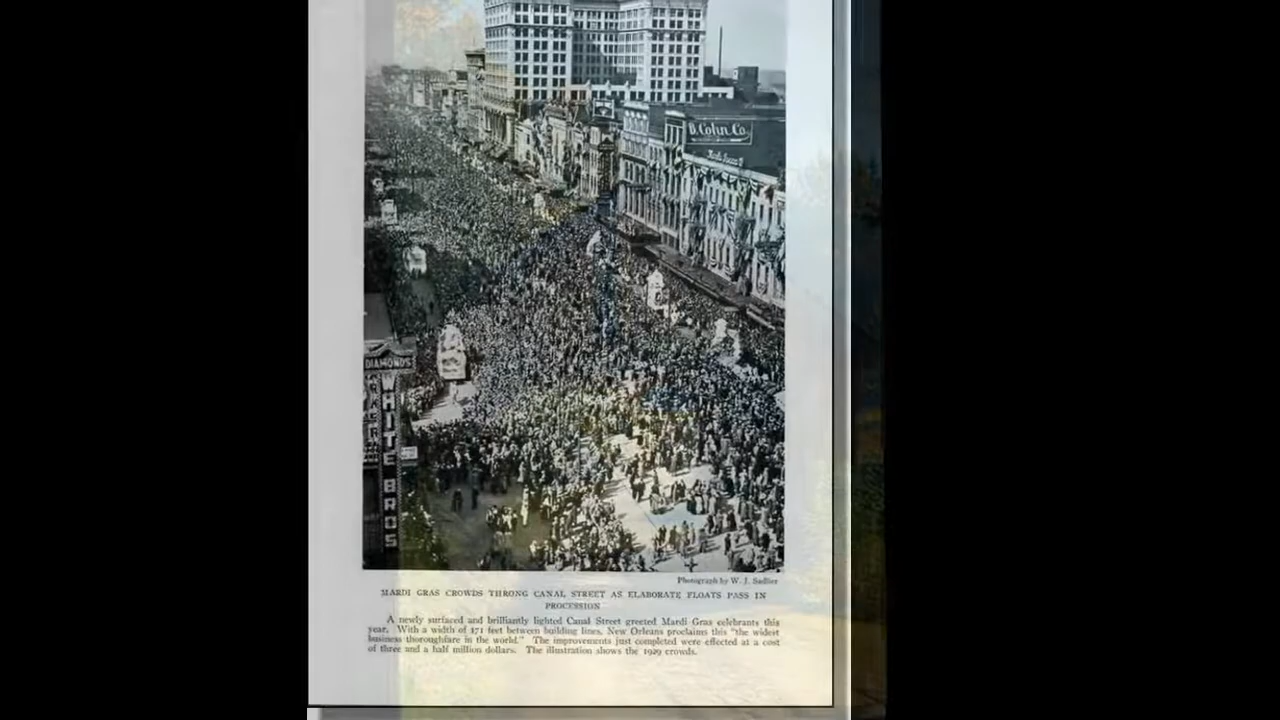 D. Cohn Co.
DIAMONDS
WHITE BROS
Photograph by W. J. Sadlier
MARDI GRAS CROWDS THRONG CANAL STREET AS ELABORATE FLOATS PASS IN
PROCESSION
A newly surfaced and brilliantly lighted Canal Street greeted Mardi Gras celebrants this
year. With a width of 171 feet between building lines, New Orleans proclaims this "the widest
business thoroughfare in the world." The improvements just completed were effected at a cost
of three and a half million dollars. The illustration shows the 1929 crowds.